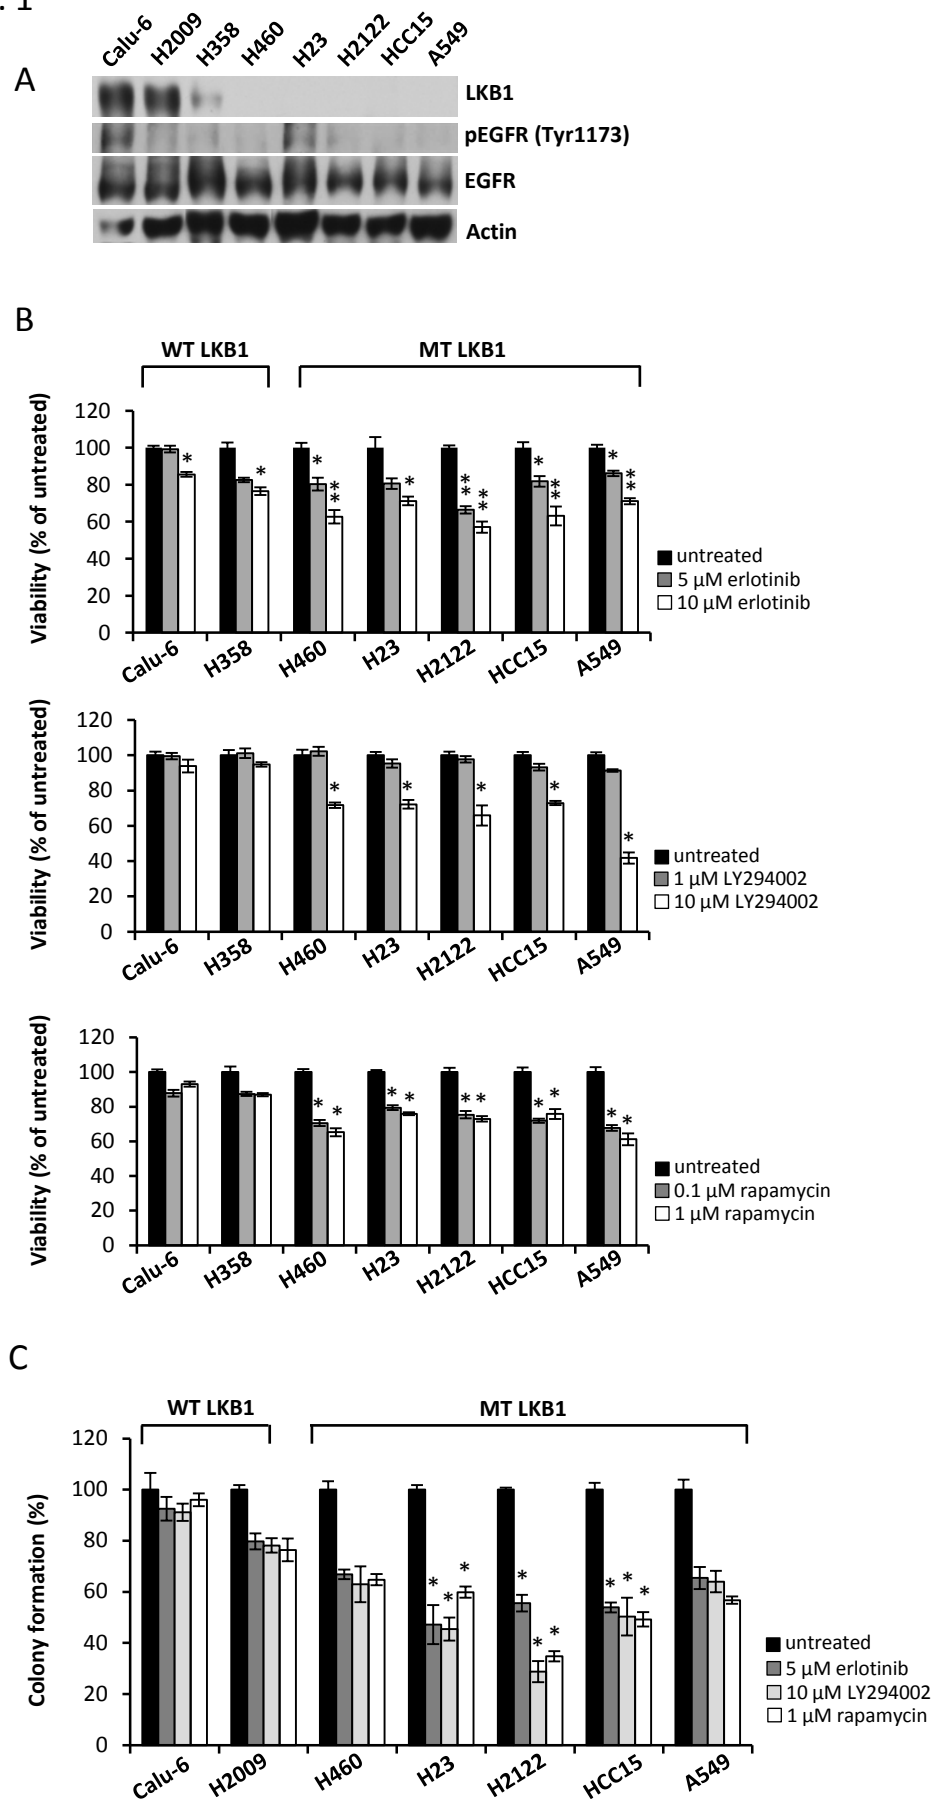 . 1
Calu-6 H2009 H358 H460 H23 H2122 HCC15 A549
A
LKB1
pEGFR (Tyr1173)
EGFR
Actin
B
WT LKB1 MT LKB1
Viability (% of untreated)
120
100
80
60
40
20
0
* * * ** * ** ** * ** * **
untreated
5 µM erlotinib
10 µM erlotinib
Calu-6 H358 H460 H23 H2122 HCC15 A549
Viability (% of untreated)
120
100
80
60
40
20
0
* * * * *
untreated
1 µM LY294002
10 µM LY294002
Calu-6 H358 H460 H23 H2122 HCC15 A549
Viability (% of untreated)
120
100
80
60
40
20
0
* * * * * * * * * *
untreated
0.1 µM rapamycin
1 µM rapamycin
Calu-6 H358 H460 H23 H2122 HCC15 A549
C
WT LKB1 MT LKB1
Colony formation (%)
120
100
80
60
40
20
0
* * * * * * * * *
untreated
5 µM erlotinib
10 µM LY294002
1 µM rapamycin
Calu-6 H2009 H460 H23 H2122 HCC15 A549